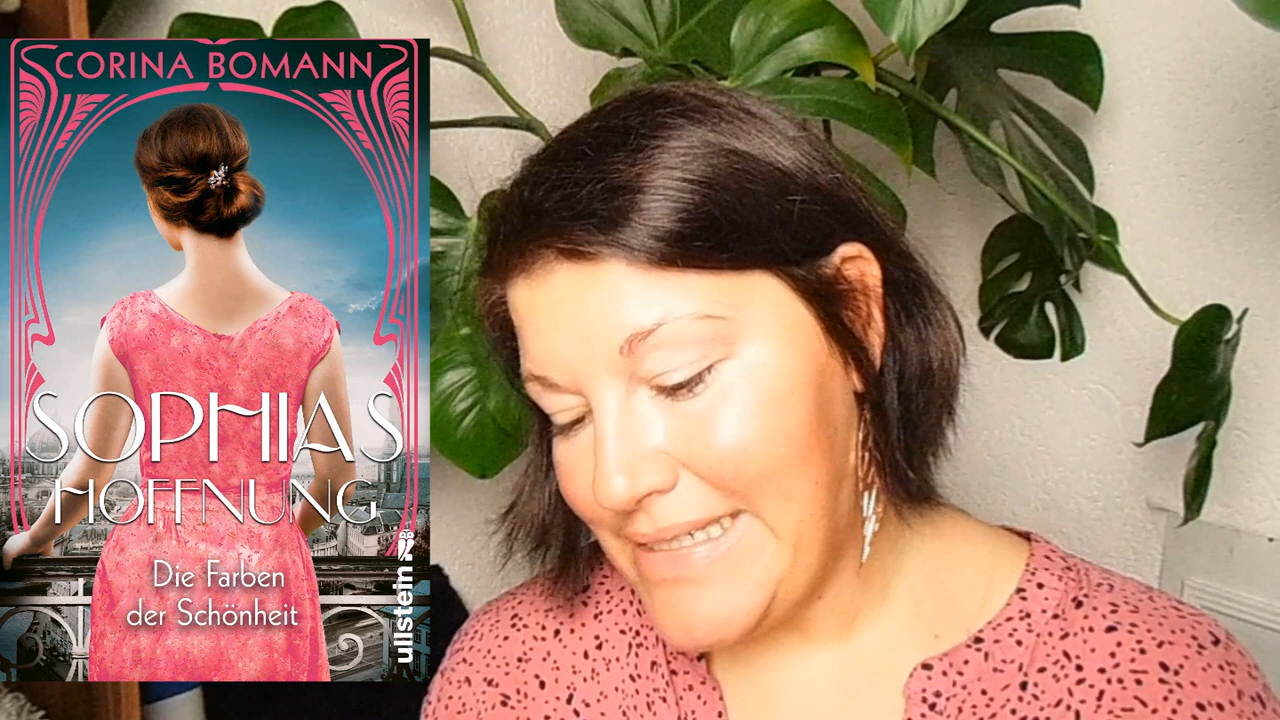 CORINA BOMANN
SOPHIAS
HOFFNUNG
Die Farben
der Schönheit
ullstein